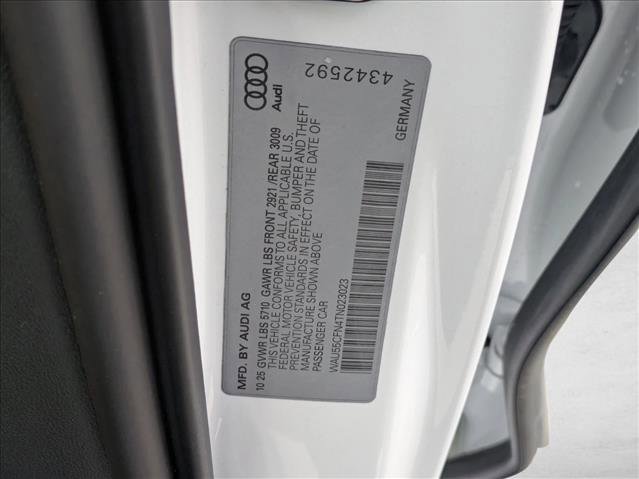 Audi
4342592
MFD. BY AUDI AG
GERMANY
10 25 GVWR LBS 5710 GAWR LBS FRONT 2921/REAR 3009
THIS VEHICLE CONFORMS TO ALL APPLICABLE U.S.
FEDERAL MOTOR VEHICLE SAFETY, BUMPER AND THEFT
PREVENTION STANDARDS IN EFFECT ON THE DATE OF
MANUFACTURE SHOWN ABOVE
PASSENGER CAR
WAU55CFN4TN023023